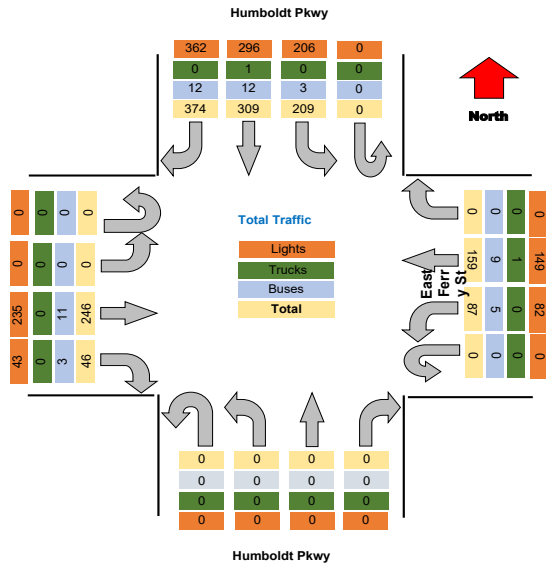 Humboldt Pkwy
362 296 206 0
0 1 0 0
12 12 3 0
374 309 209 0
North
0 0 0 0
0 0 0 0
235 0 11 246
43 0 3 46
Total Traffic
Lights
Trucks
Buses
Total
East
Ferr
y St
0 0 0 0
159 9 1 149
87 5 0 82
0 0 0 0
0 0 0 0
0 0 0 0
0 0 0 0
0 0 0 0
Humboldt Pkwy